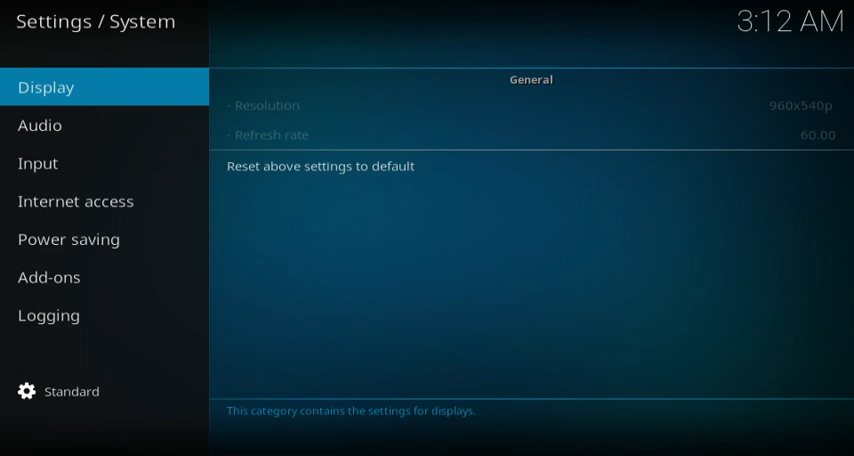 Settings / System
3:12 AM
Display
Audio
Input
Internet access
Power saving
Add-ons
Logging
Standard
General
- Resolution 960x540p
- Refresh rate 60.00
Reset above settings to default
This category contains the settings for displays.